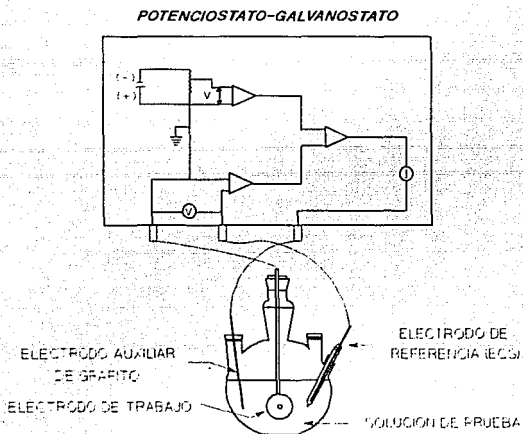 POTENCIOSTATO-GALVANOSTATO
(-)
(+)
V
I
V
ELECTRODO AUXILIAR
DE GRAFITO
ELECTRODO DE TRABAJO
ELECTRODO DE
REFERENCIA (ECS)
SOLUCION DE PRUEBA